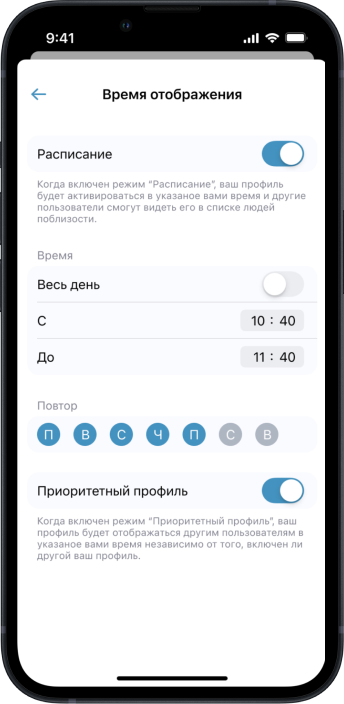 9:41
Время отображения
Расписание
Когда включен режим “Расписание”, ваш профиль
будет активироваться в указаное вами время и другие
пользователи смогут видеть его в списке людей
поблизости.
Время
Весь день
С 10 : 40
До 11 : 40
Повтор
П В С Ч П С В
Приоритетный профиль
Когда включен режим “Приоритетный профиль”, ваш
профиль будет отображаться другим пользователям в
указаное вами время независимо от того, включен ли
другой ваш профиль.